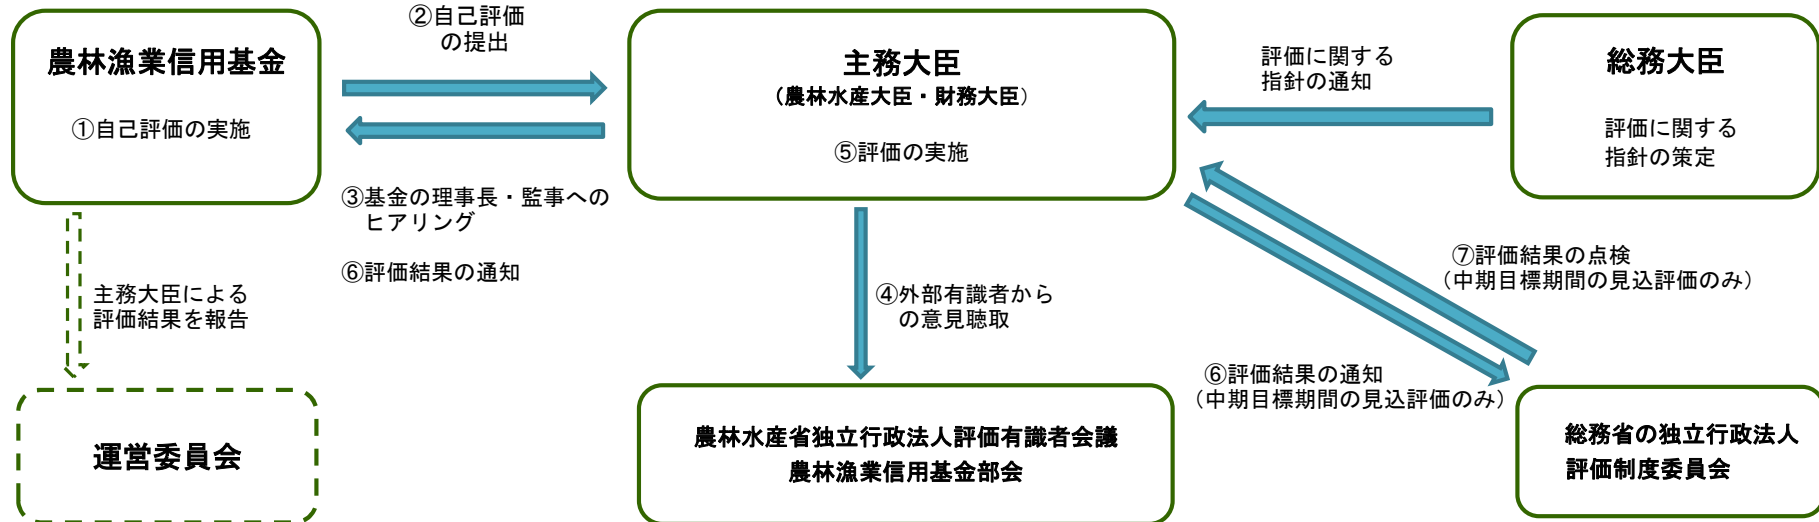 農林漁業信用基金
①自己評価の実施
②自己評価
の提出
③基金の理事長・監事への
ヒアリング
⑥評価結果の通知
主務大臣
（農林水産大臣・財務大臣）
⑤評価の実施
評価に関する
指針の通知
総務大臣
評価に関する
指針の策定
主務大臣による
評価結果を報告
④外部有識者から
の意見聴取
⑦評価結果の点検
（中期目標期間の見込評価のみ）
⑥評価結果の通知
（中期目標期間の見込評価のみ）
運営委員会
農林水産省独立行政法人評価有識者会議
農林漁業信用基金部会
総務省の独立行政法人
評価制度委員会